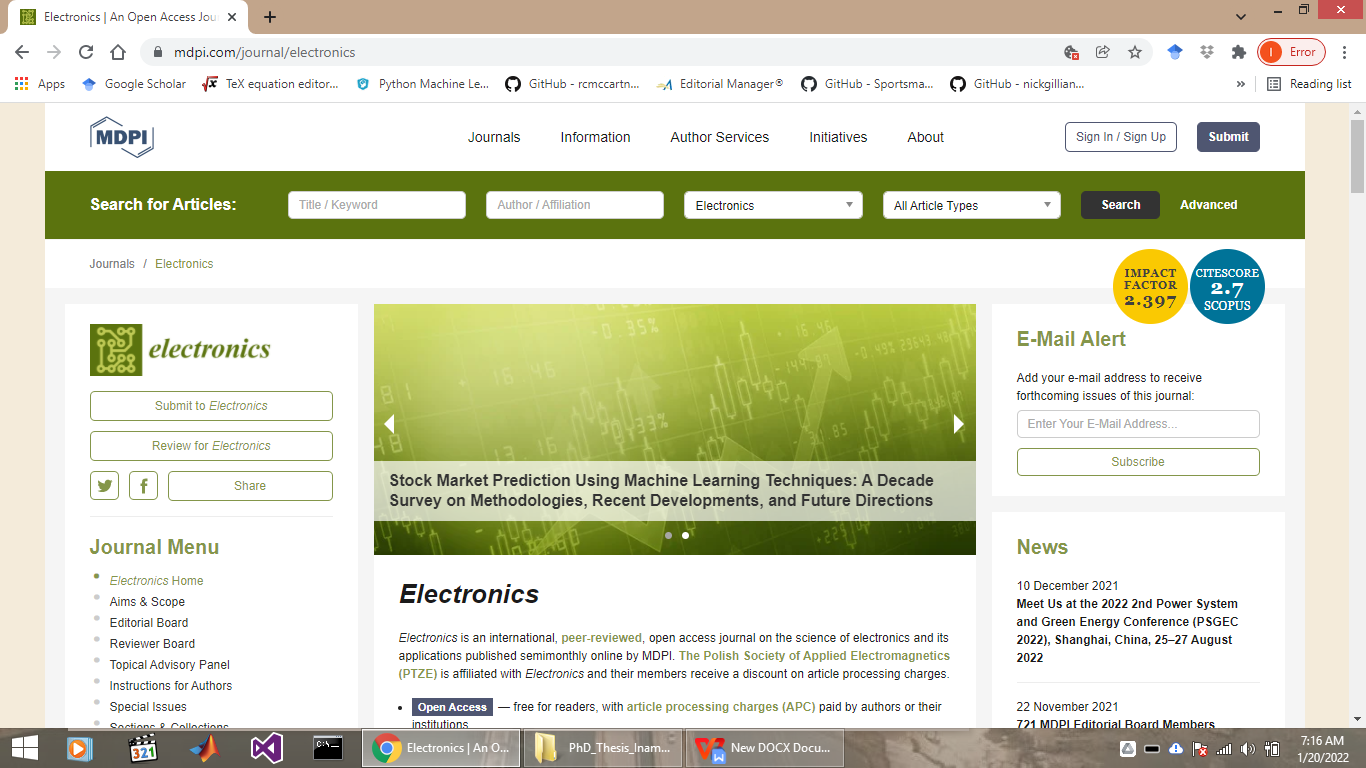 Electronics | An Open Access Jou
mdpi.com/journal/electronics
Error
Apps
Google Scholar
TeX equation editor...
Python Machine Le...
GitHub - rcmccartn...
Editorial Manager®
GitHub - Sportsma...
GitHub - nickgillian...
»
Reading list
MDPI
Journals
Information
Author Services
Initiatives
About
Sign In / Sign Up
Submit
Search for Articles:
Title / Keyword
Author / Affiliation
Electronics
All Article Types
Search
Advanced
Journals / Electronics
IMPACT
FACTOR
2.397
CITESCORE
2.7
SCOPUS
electronics
Submit to Electronics
Review for Electronics
Share
Journal Menu
Electronics Home
Aims & Scope
Editorial Board
Reviewer Board
Topical Advisory Panel
Instructions for Authors
Special Issues
Sections & Collections
Stock Market Prediction Using Machine Learning Techniques: A Decade
Survey on Methodologies, Recent Developments, and Future Directions
Electronics
Electronics is an international, peer-reviewed, open access journal on the science of electronics and its
applications published semimonthly online by MDPI. The Polish Society of Applied Electromagnetics
(PTZE) is affiliated with Electronics and their members receive a discount on article processing charges.
• Open Access — free for readers, with article processing charges (APC) paid by authors or their
institutions
E-Mail Alert
Add your e-mail address to receive
forthcoming issues of this journal:
Enter Your E-Mail Address...
Subscribe
News
10 December 2021
Meet Us at the 2022 2nd Power System
and Green Energy Conference (PSGEC
2022), Shanghai, China, 25–27 August
2022
22 November 2021
721 MDPI Editorial Board Members
321
Electronics | An O...
PhD_Thesis_Inam...
New DOCX Docu...
7:16 AM
1/20/2022